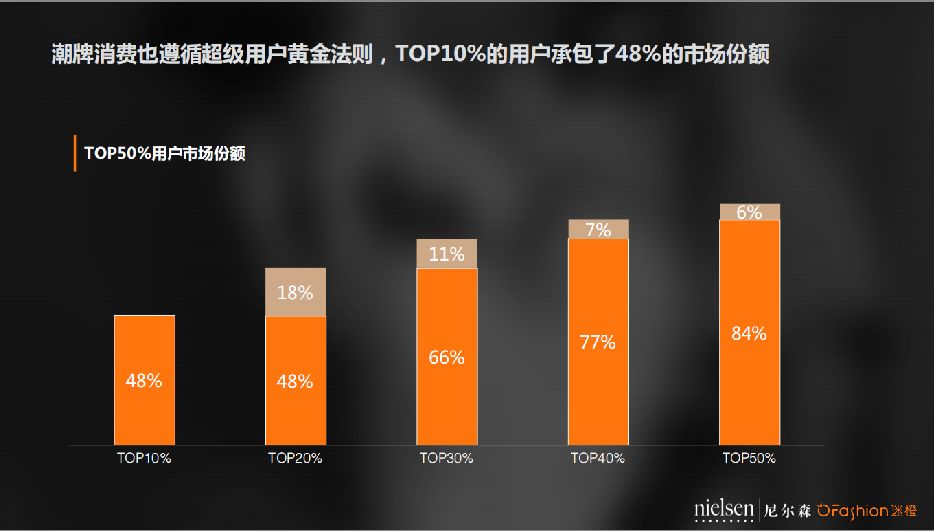 潮牌消费也遵循超级用户黄金法则，TOP10%的用户承包了48%的市场份额
TOP50%用户市场份额
6%
7%
11%
18%
84%
77%
66%
48%
48%
TOP10%
TOP20%
TOP30%
TOP40%
TOP50%
nielsen 尼尔森 OFashion迷橙